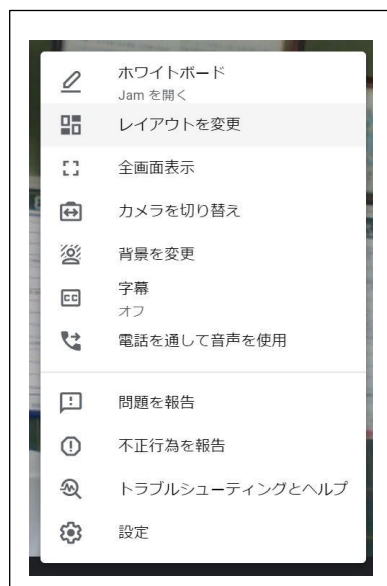 ホワイトボード
Jam を開く
レイアウトを変更
全画面表示
カメラを切り替え
背景を変更
字幕
オフ
電話を通して音声を使用
問題を報告
不正行為を報告
トラブルシューティングとヘルプ
設定